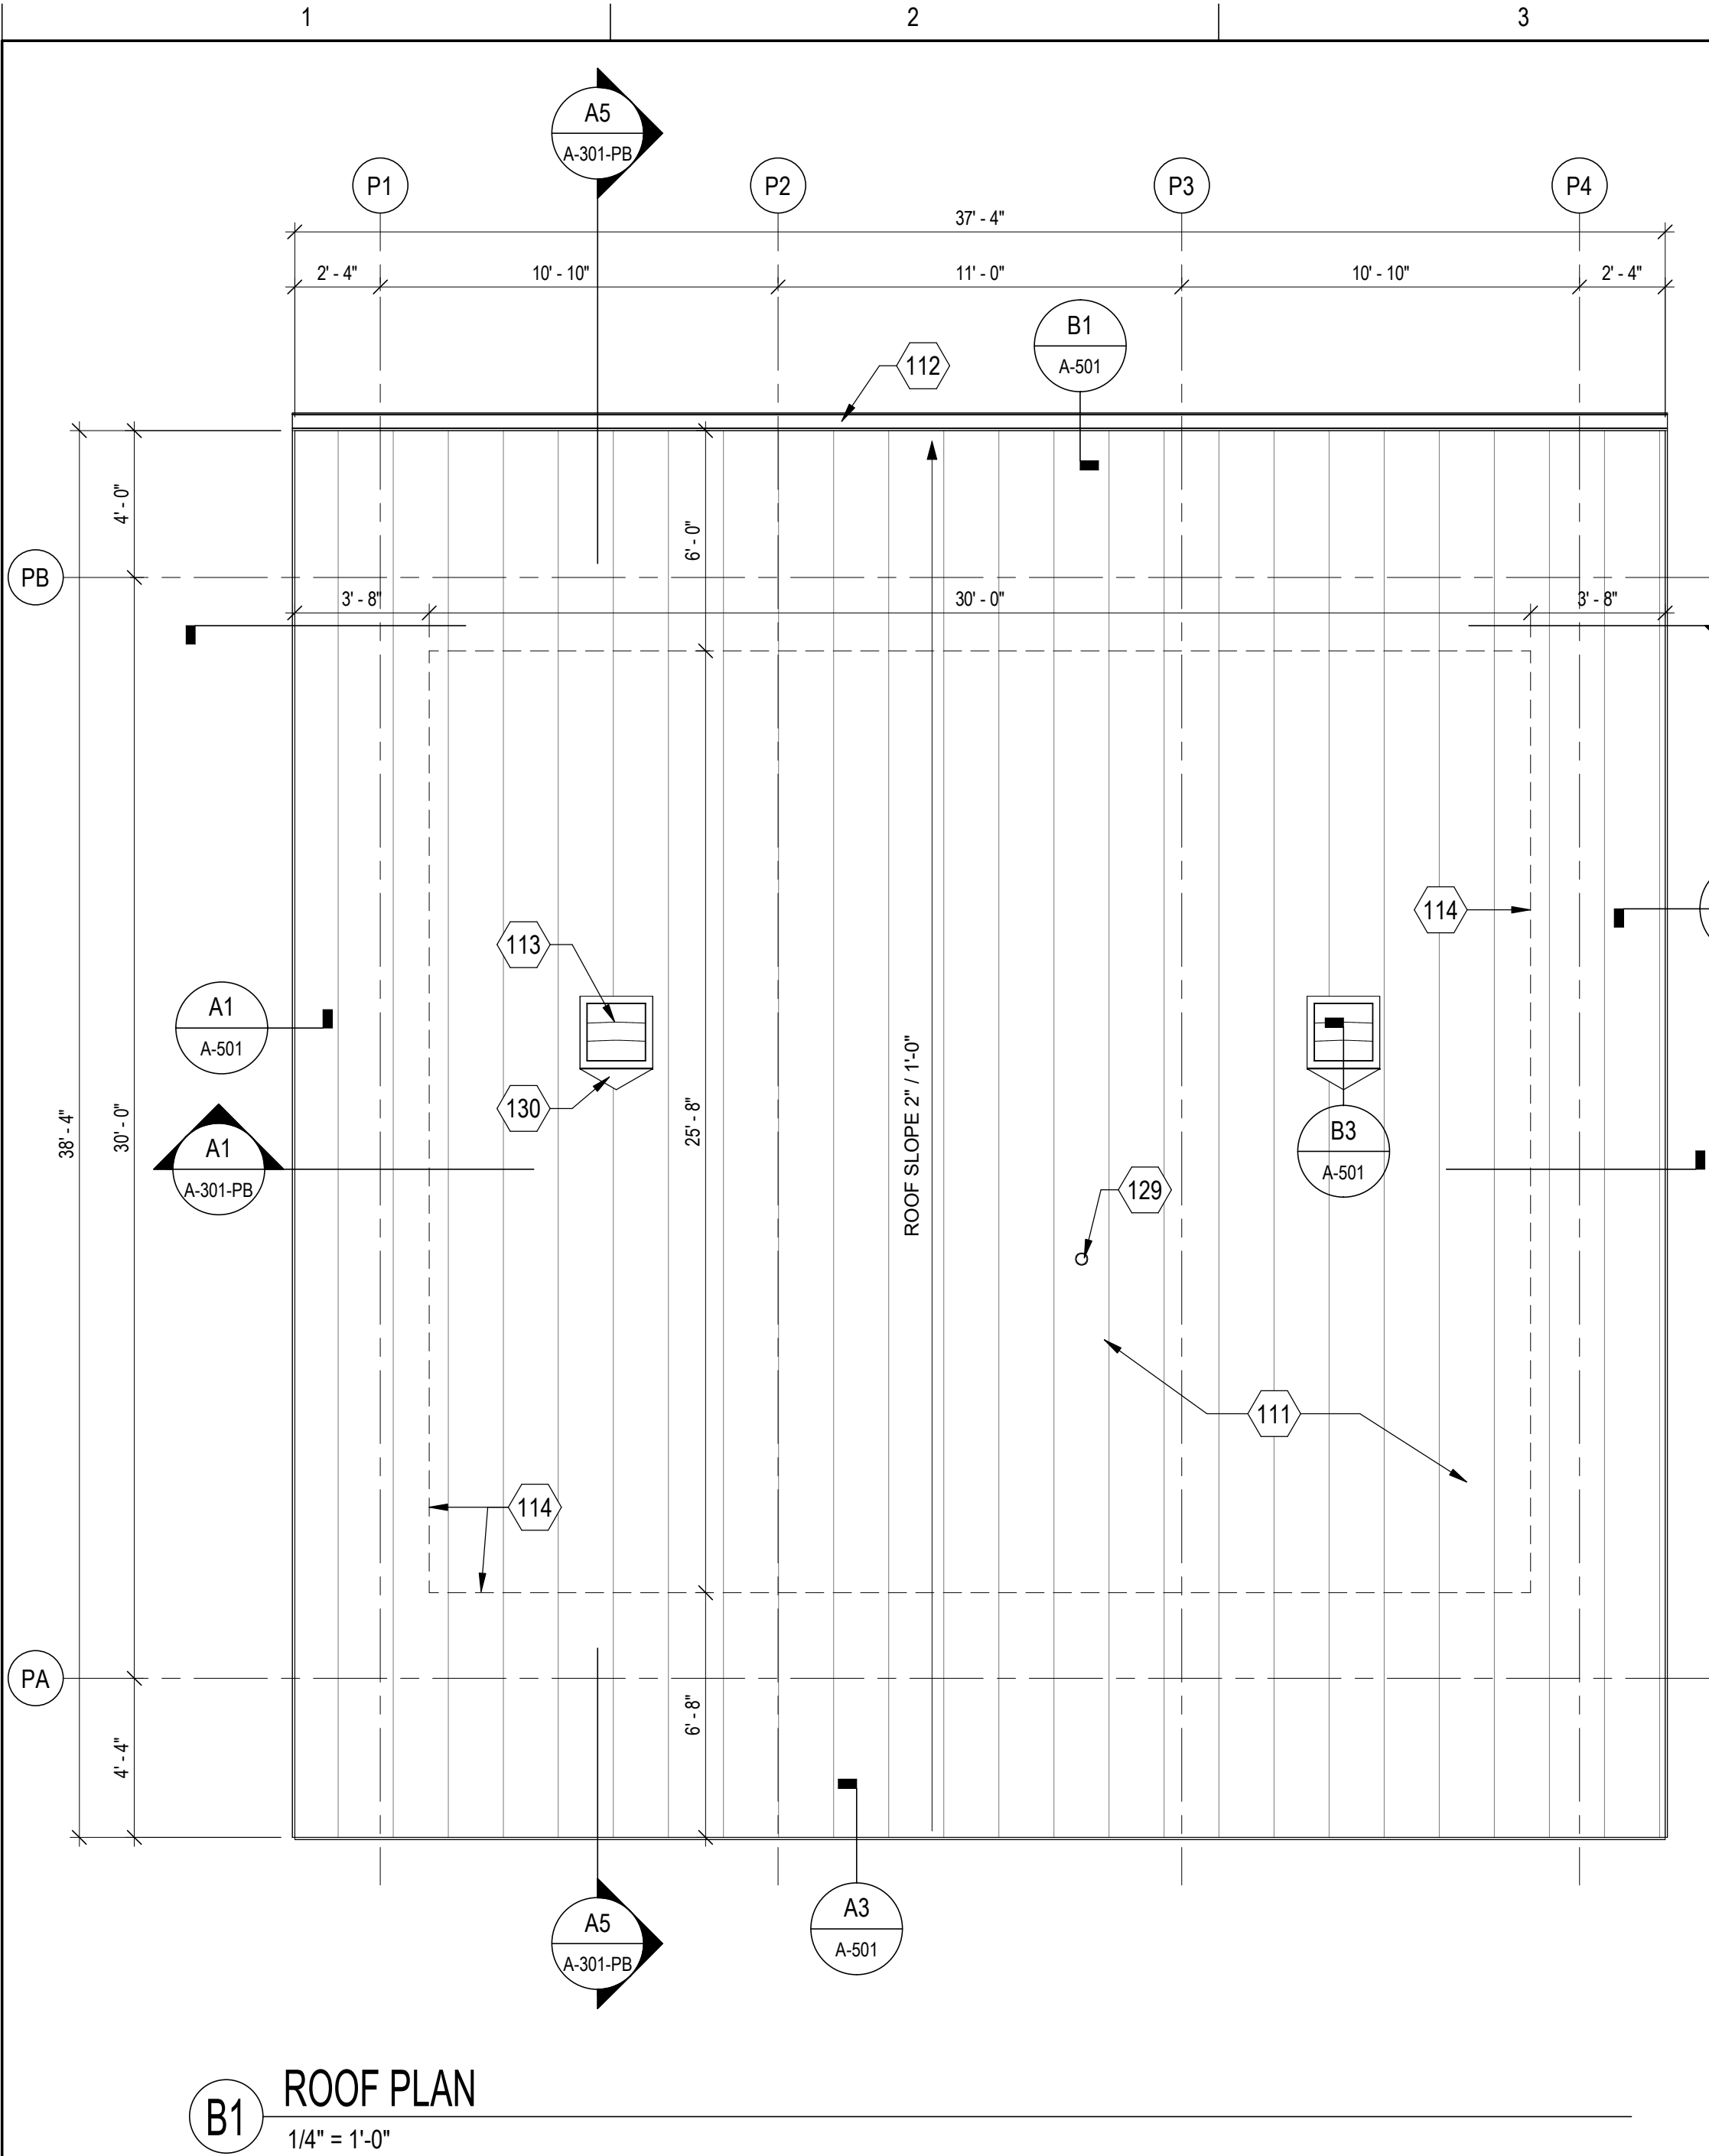 1
2
3
A5
A-301-PB
P1
P2
P3
P4
37' - 4"
2' - 4"
10' - 10"
11' - 0"
10' - 10"
2' - 4"
B1
A-501
112
4' - 0"
6' - 0"
PB
3' - 8"
30' - 0"
3' - 8"
114
113
A1
A-501
ROOF SLOPE 2" / 1'-0"
130
38' - 4"
30' - 0"
25' - 8"
A1
A-301-PB
B3
A-501
129
111
114
PA
6' - 8"
4' - 4"
A3
A-501
A5
A-301-PB
B1
ROOF PLAN
1/4" = 1'-0"